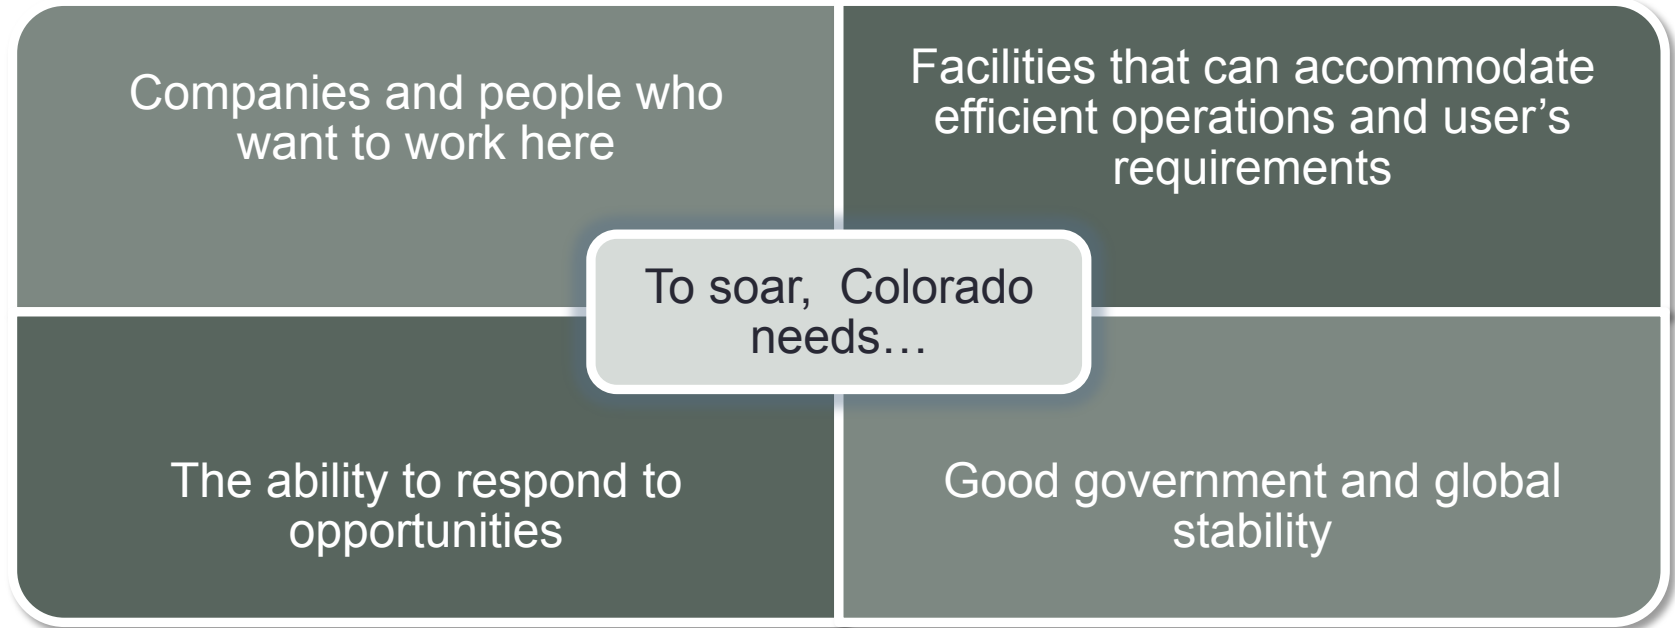 Companies and people who
want to work here
Facilities that can accommodate
efficient operations and user’s
requirements
To soar,  Colorado
needs…
The ability to respond to
opportunities
Good government and global
stability